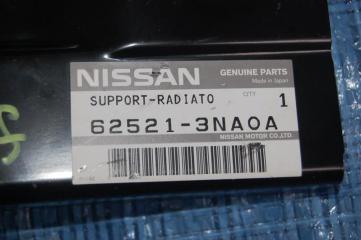 NISSAN GENUINE PARTS
Made in Japan
SUPPORT-RADIATO QTY 1
62521-3NA0A
NISSAN MOTOR CO.,LTD.